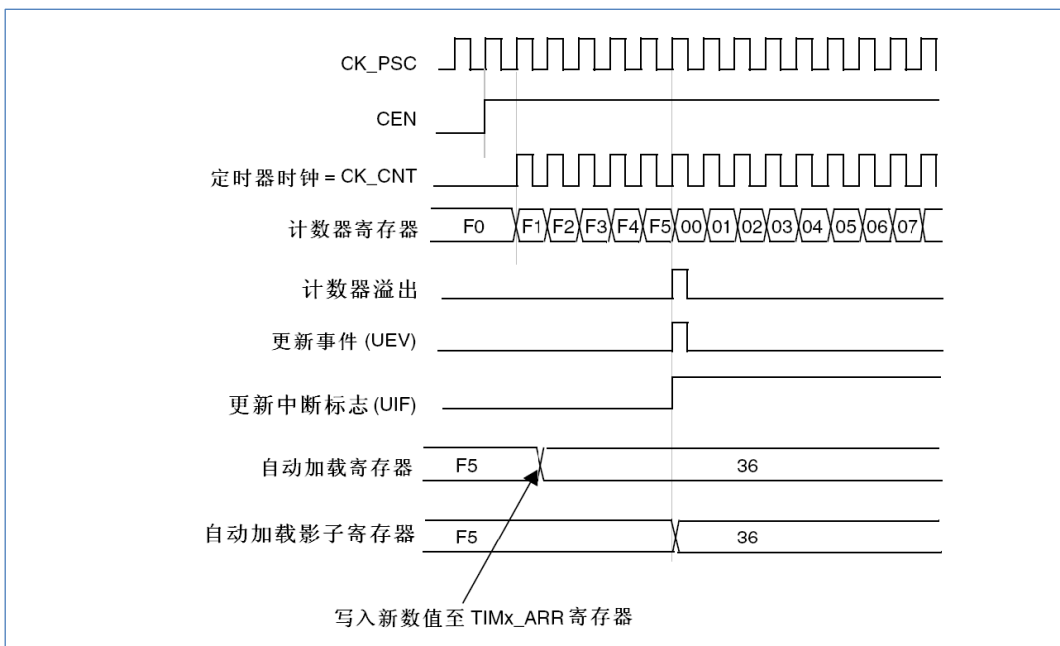 CK_PSC
CEN
定时器时钟 = CK_CNT
计数器寄存器 F0 F1 F2 F3 F4 F5 00 01 02 03 04 05 06 07
计数器溢出
更新事件 (UEV)
更新中断标志 (UIF)
自动加载寄存器 F5 36
自动加载影子寄存器 F5 36
写入新数值至 TIMx_ARR 寄存器